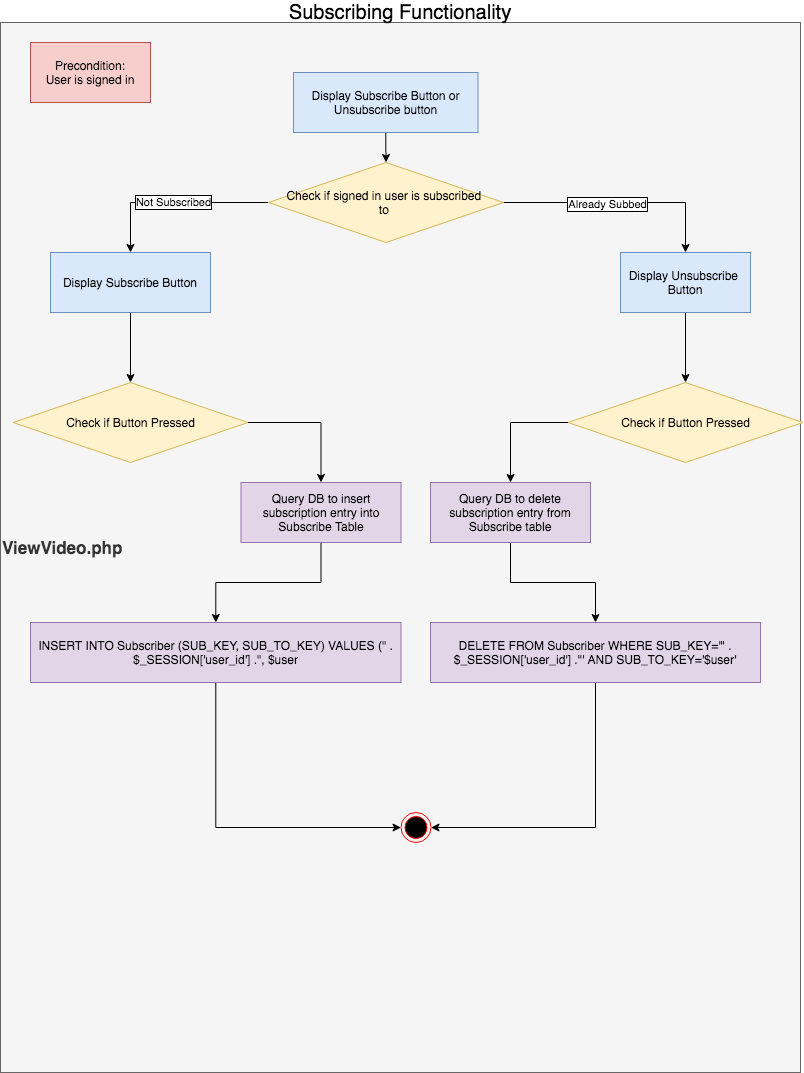 Subscribing Functionality
Precondition:
User is signed in
Display Subscribe Button or
Unsubscribe button
Check if signed in user is subscribed
to
Not Subscribed
Already Subbed
Display Subscribe Button
Display Unsubscribe
Button
Check if Button Pressed
Check if Button Pressed
Query DB to insert
subscription entry into
Subscribe Table
Query DB to delete
subscription entry from
Subscribe table
ViewVideo.php
INSERT INTO Subscriber (SUB_KEY, SUB_TO_KEY) VALUES (" .
$_SESSION['user_id'] .", $user
DELETE FROM Subscriber WHERE SUB_KEY='" .
$_SESSION['user_id'] ."' AND SUB_TO_KEY='$user'